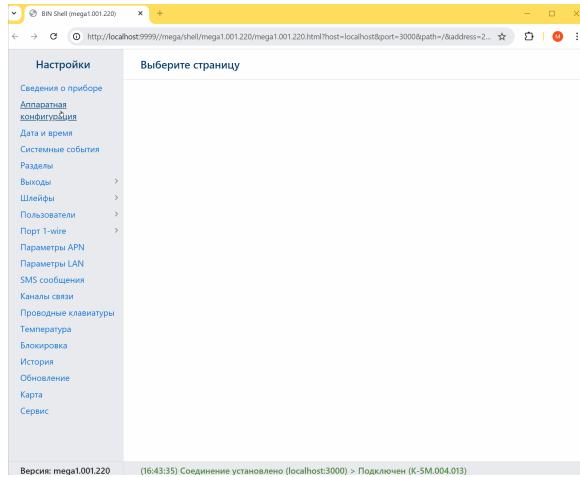 BIN Shell (mega1.001.220)
http://localhost:9999//mega/shell/mega1.001.220/mega1.001.220.html?host=localhost&port=3000&path=/&address=2...
M
Настройки
Выберите страницу
Сведения о приборе
Аппаратная
конфигурация
Дата и время
Системные события
Разделы
Выходы
Шлейфы
Пользователи
Порт 1-wire
Параметры APN
Параметры LAN
SMS сообщения
Каналы связи
Проводные клавиатуры
Температура
Блокировка
История
Обновление
Карта
Сервис
Версия: mega1.001.220
(16:43:35) Соединение установлено (localhost:3000) > Подключен (K-5M.004.013)